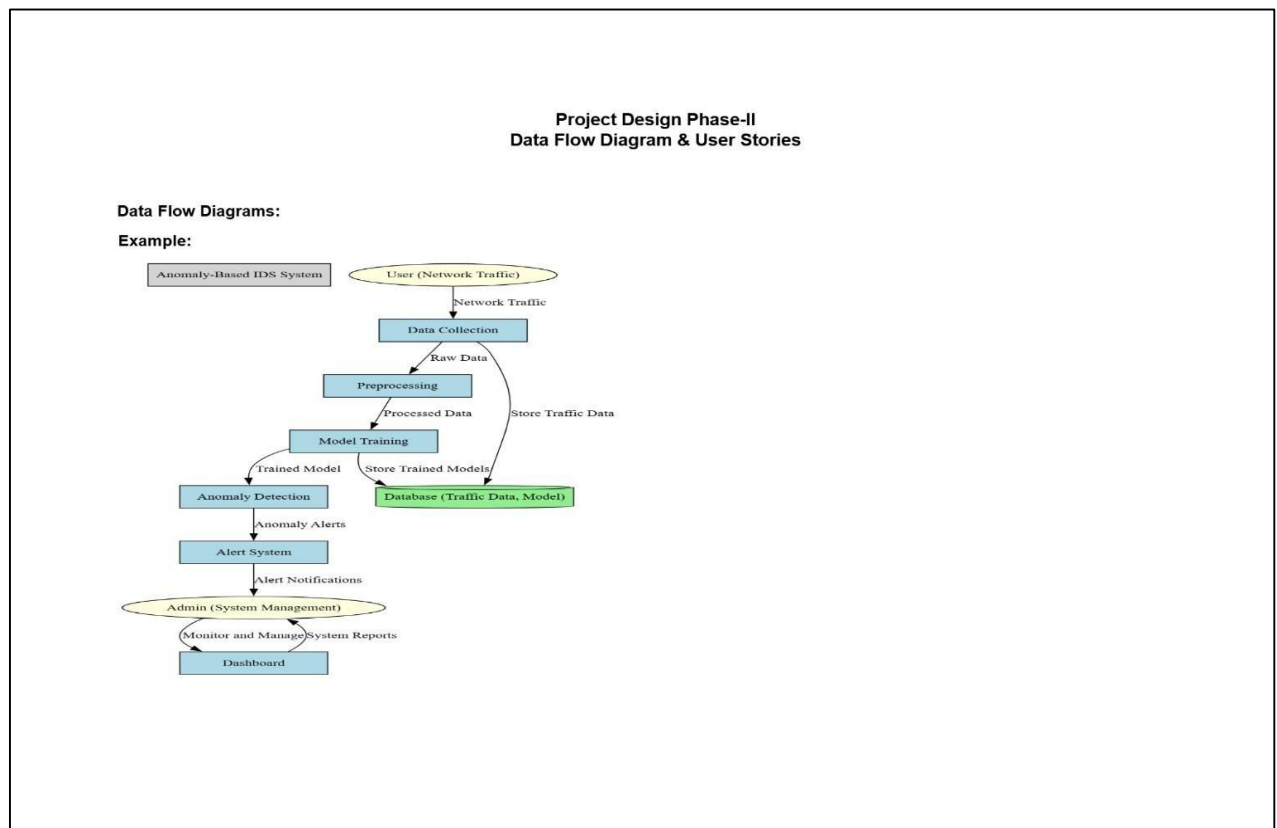 Project Design Phase-II
Data Flow Diagram & User Stories
Data Flow Diagrams:
Example:
Anomaly-Based IDS System
User (Network Traffic)
Network Traffic
Data Collection
Raw Data
Preprocessing
Processed Data
Store Traffic Data
Model Training
Trained Model
Store Trained Models
Anomaly Detection
Database (Traffic Data, Model)
Anomaly Alerts
Alert System
Alert Notifications
Admin (System Management)
Monitor and Manage
System Reports
Dashboard